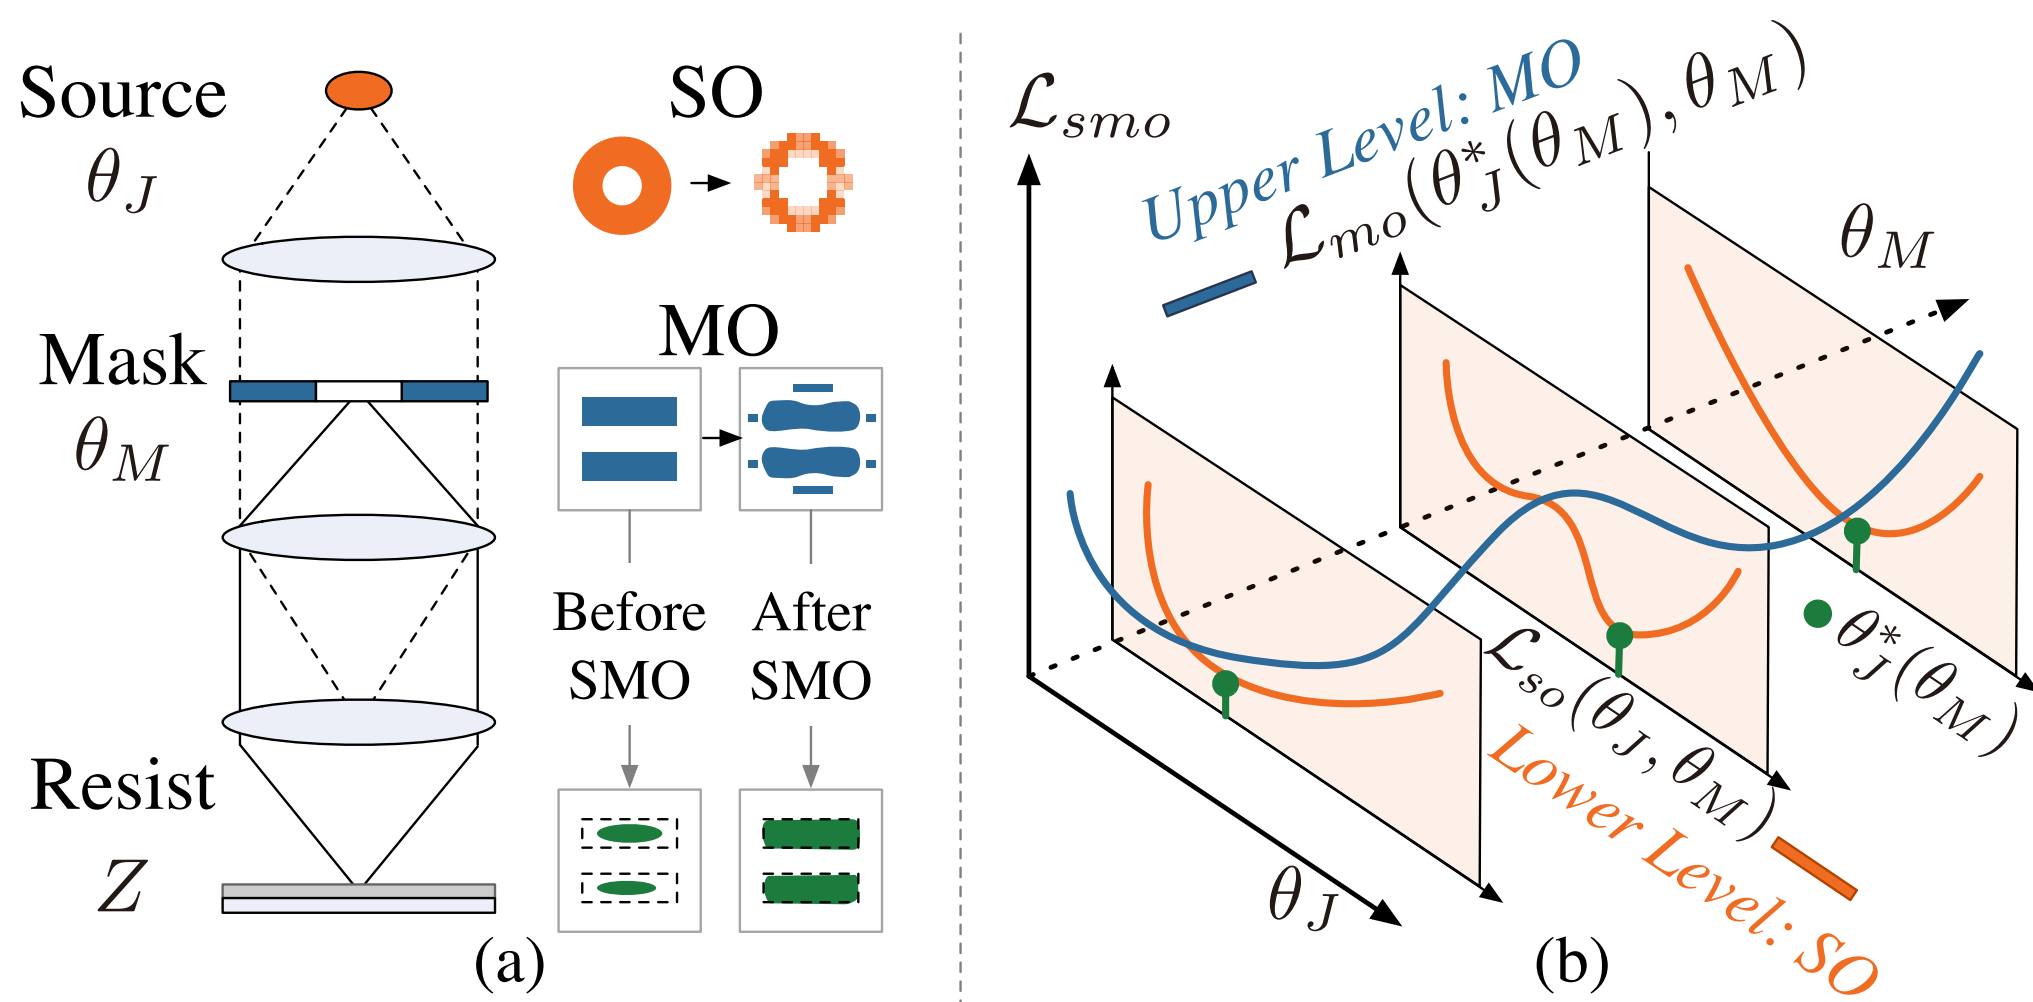 Source
θ_J
Mask
θ_M
Resist
Z
SO
MO
Before
SMO
After
SMO
(a)
ℒ_smo
Upper Level: MO
ℒ_mo(θ*_J(θ_M), θ_M)
θ_M
θ*_J(θ_M)
ℒ_so(θ_J, θ_M)
Lower Level: SO
θ_J
(b)